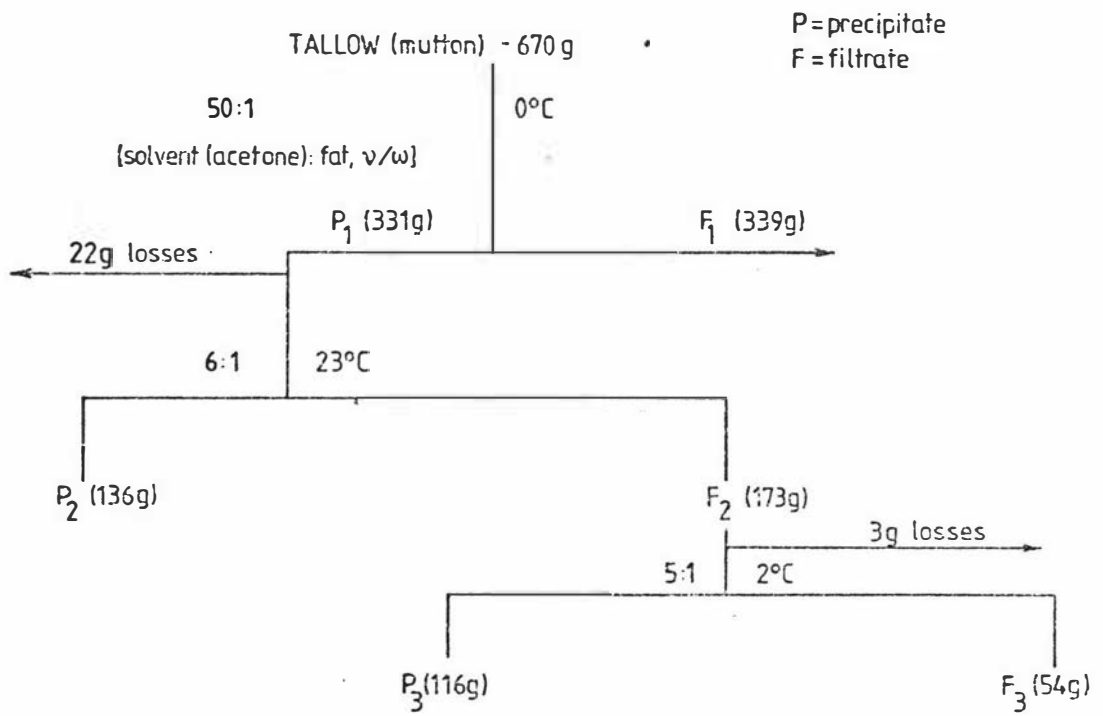 P=precipitate
F=filtrate
TALLOW (mutton) - 670g
50:1
0°C
[solvent (acetone): fat, v/w]
P₁ (331g)
F₁ (339g)
22g losses
6:1
23°C
P₂ (136g)
F₂ (173g)
3g losses
5:1
2°C
P₃(116g)
F₃(54g)